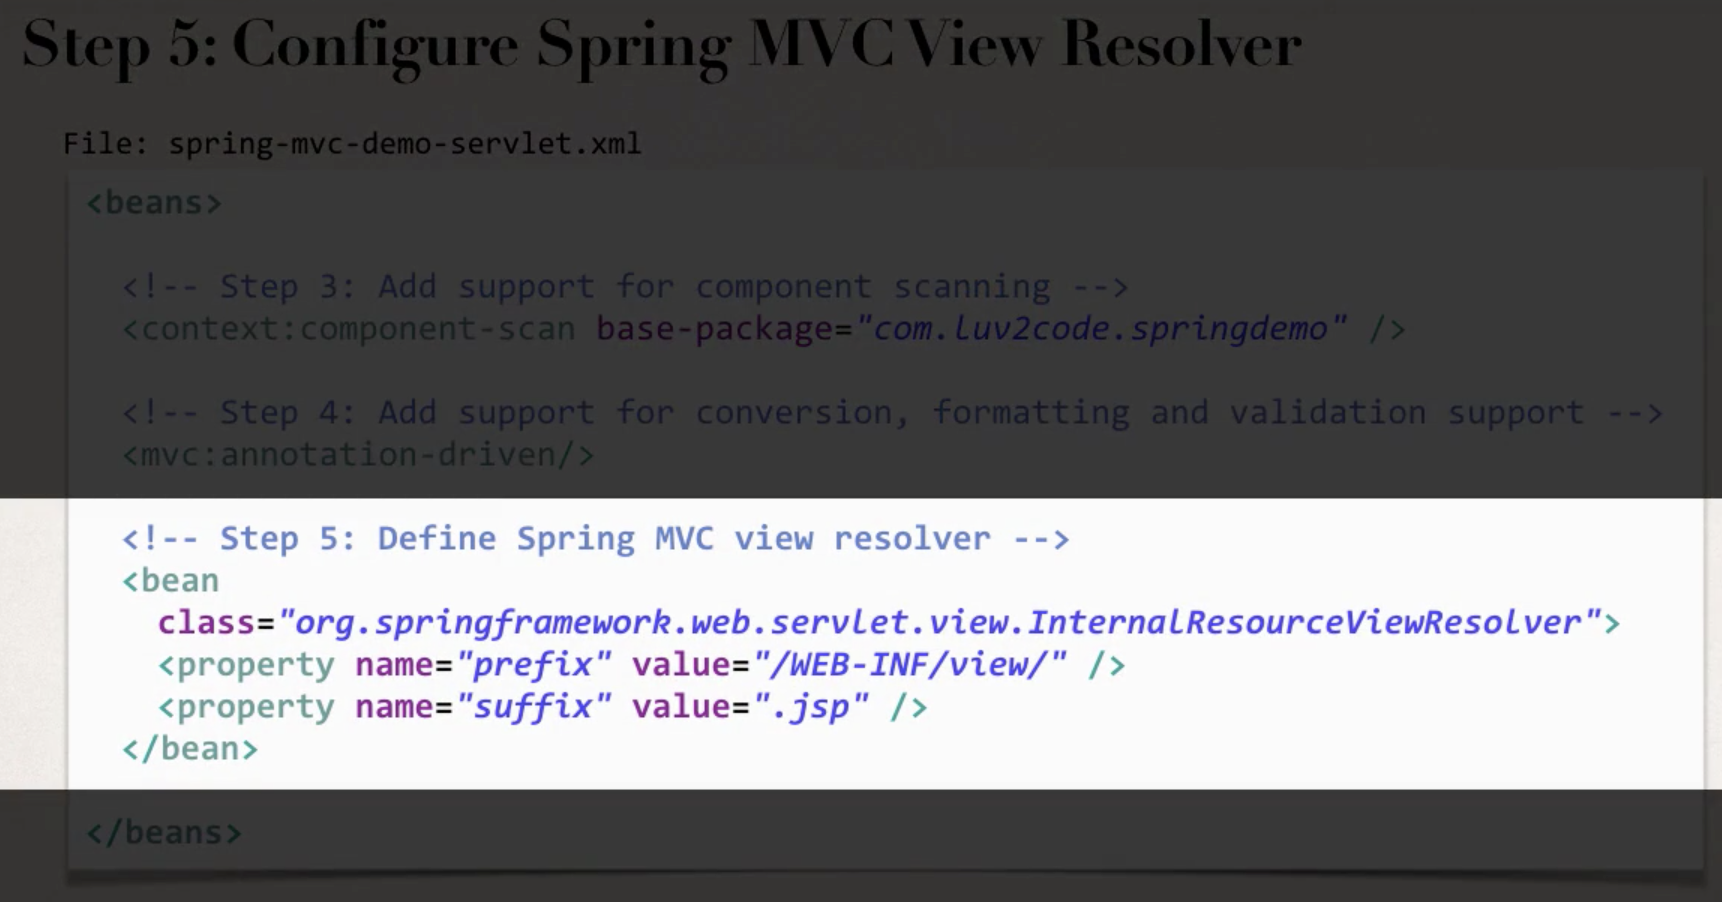 Step 5: Configure Spring MVC View Resolver
File: spring-mvc-demo-servlet.xml
<beans>
<!-- Step 3: Add support for component scanning -->
<context:component-scan base-package="com.luv2code.springdemo" />
<!-- Step 4: Add support for conversion, formatting and validation support -->
<mvc:annotation-driven/>
<!-- Step 5: Define Spring MVC view resolver -->
<bean
class="org.springframework.web.servlet.view.InternalResourceViewResolver">
<property name="prefix" value="/WEB-INF/view/" />
<property name="suffix" value=".jsp" />
</bean>
</beans>